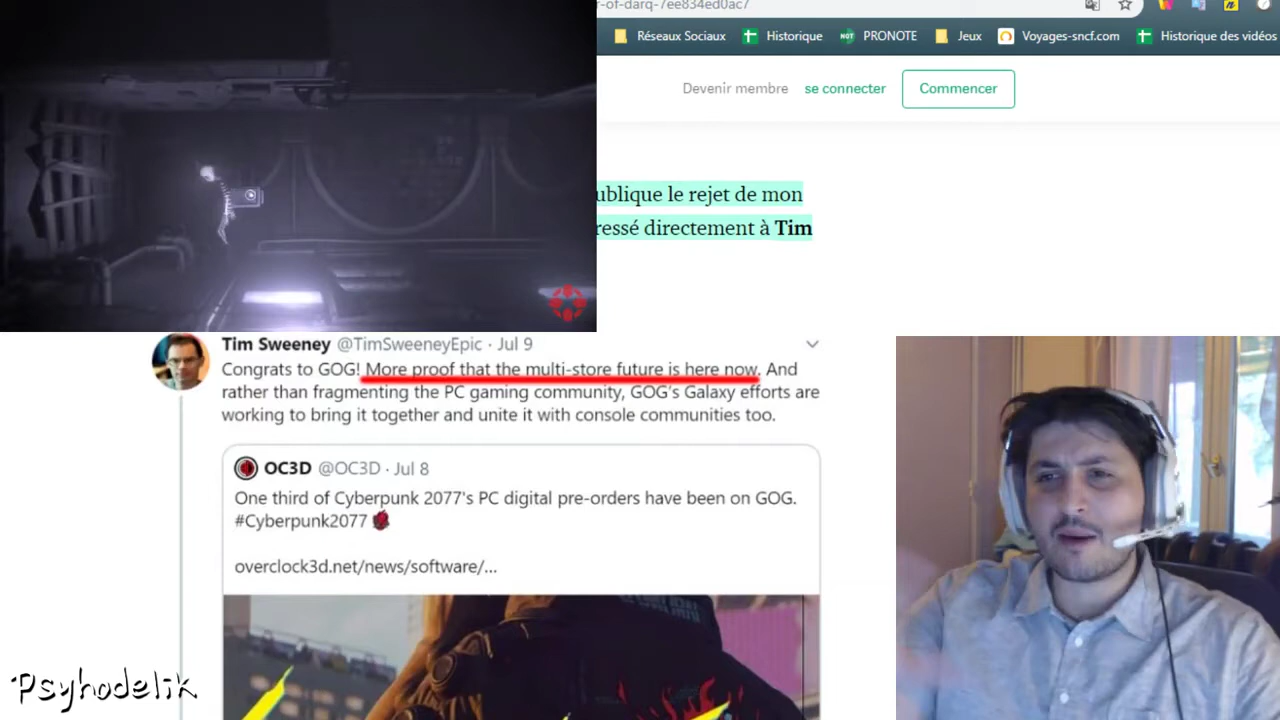 r-of-darq-7ee834ed0ac7
Réseaux Sociaux
Historique
NOT
PRONOTE
Jeux
Voyages-sncf.com
Historique des vidéos
Devenir membre
se connecter
Commencer
ublique le rejet de mon
ressé directement à Tim
Tim Sweeney @TimSweeneyEpic · Jul 9
Congrats to GOG! More proof that the multi-store future is here now. And
rather than fragmenting the PC gaming community, GOG's Galaxy efforts are
working to bring it together and unite it with console communities too.
OC3D @OC3D · Jul 8
One third of Cyberpunk 2077's PC digital pre-orders have been on GOG.
#Cyberpunk2077
overclock3d.net/news/software/...
Psyhodelik